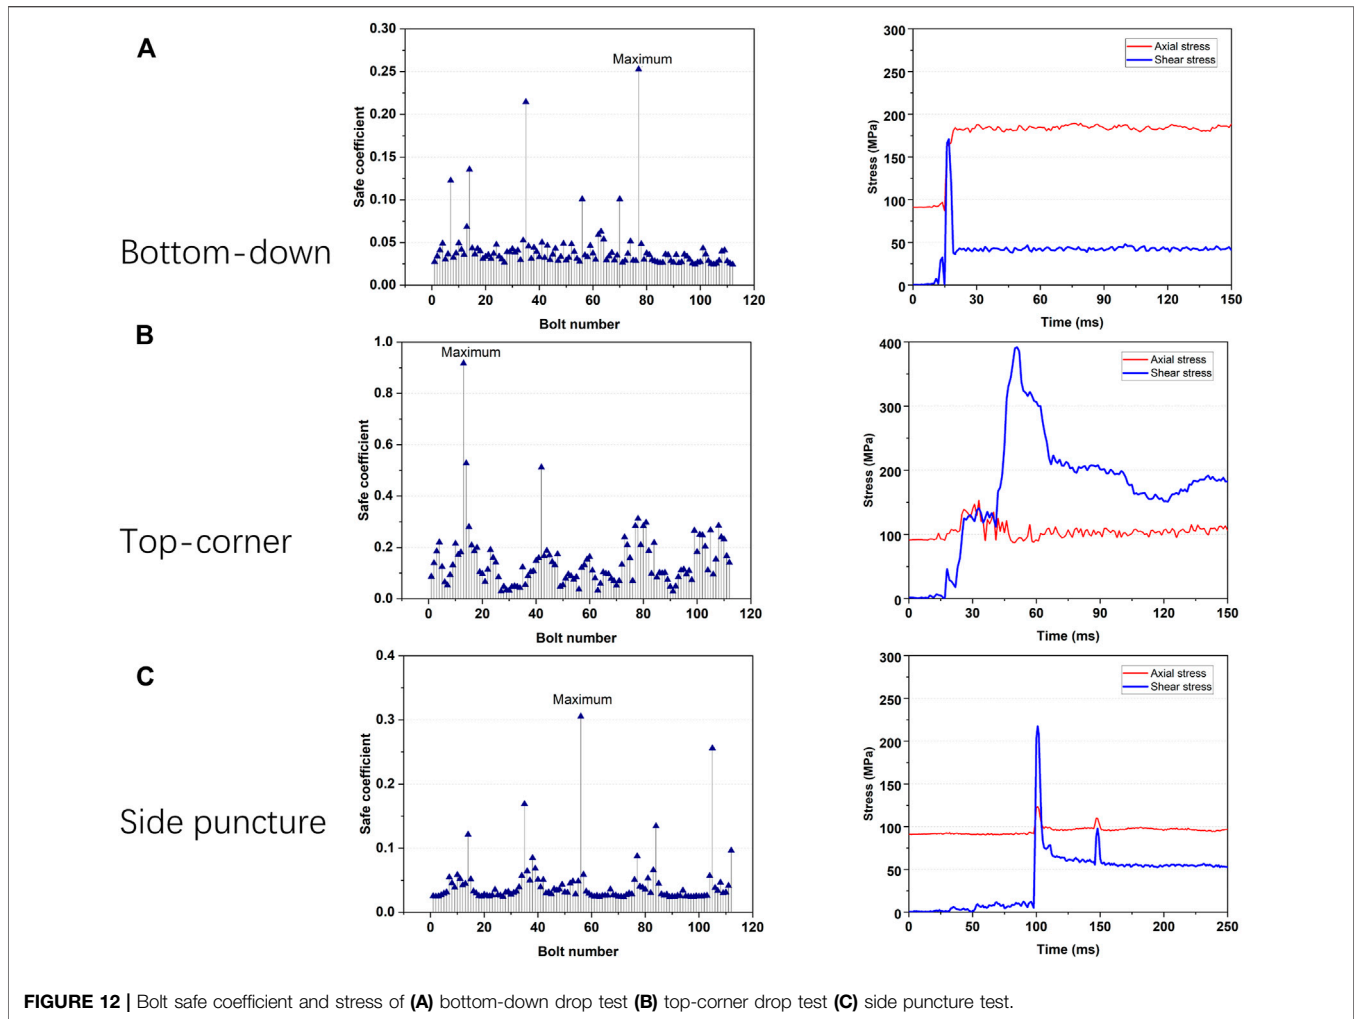 A
Bottom-down
0.30
0.25
0.20
0.15
0.10
0.05
0.00
Safe coefficient
Maximum
0 20 40 60 80 100 120
Bolt number
300
250
200
150
100
50
0
Stress (MPa)
Axial stress
Shear stress
0 30 60 90 120 150
Time (ms)
B
Top-corner
1.0
0.8
0.6
0.4
0.2
0.0
Safe coefficient
Maximum
0 20 40 60 80 100 120
Bolt number
400
300
200
100
0
Stress (MPa)
Axial stress
Shear stress
0 30 60 90 120 150
Time (ms)
C
Side puncture
0.4
0.3
0.2
0.1
0.0
Safe coefficient
Maximum
0 20 40 60 80 100 120
Bolt number
300
250
200
150
100
50
0
Stress (MPa)
Axial stress
Shear stress
0 50 100 150 200 250
Time (ms)
FIGURE 12 | Bolt safe coefficient and stress of (A) bottom-down drop test (B) top-corner drop test (C) side puncture test.